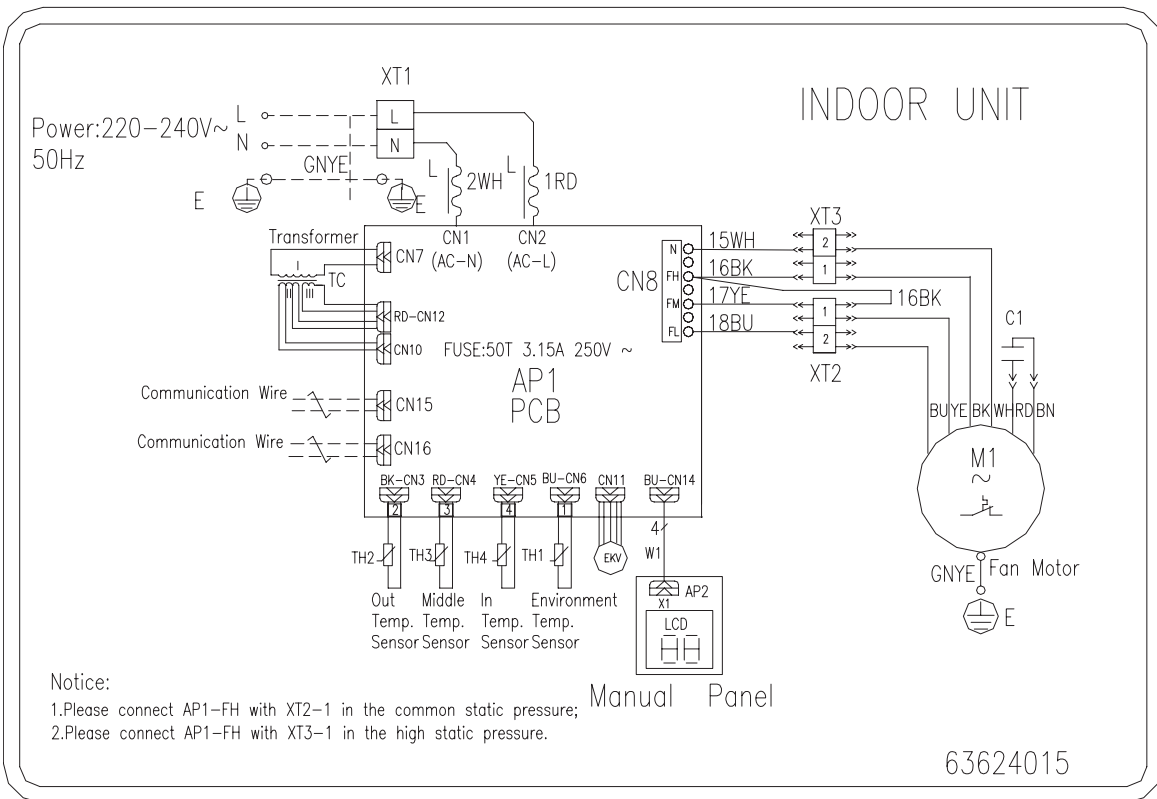 INDOOR UNIT
XT1
Power:220-240V~
50Hz
L
N
L
N
GNYE
E
E
L
2WH
L
1RD
Transformer
I
II
III
TC
CN7
CN1
(AC-N)
CN2
(AC-L)
RD-CN12
CN10
FUSE:50T 3.15A 250V ~
AP1
PCB
CN8
N
FH
FM
FL
15WH
16BK
17YE
18BU
16BK
XT3
2
1
1
2
XT2
C1
Communication Wire
CN15
Communication Wire
CN16
BU
YE
BK
WH
RD
BN
M1
~
GNYE
Fan Motor
E
BK-CN3
RD-CN4
YE-CN5
BU-CN6
CN11
BU-CN14
2
3
4
1
4
W1
TH2
TH3
TH4
TH1
EKV
Out
Temp.
Sensor
Middle
Temp.
Sensor
In
Temp.
Sensor
Environment
Temp.
Sensor
AP2
X1
LCD
88
Manual Panel
Notice:
1.Please connect AP1-FH with XT2-1 in the common static pressure;
2.Please connect AP1-FH with XT3-1 in the high static pressure.
63624015